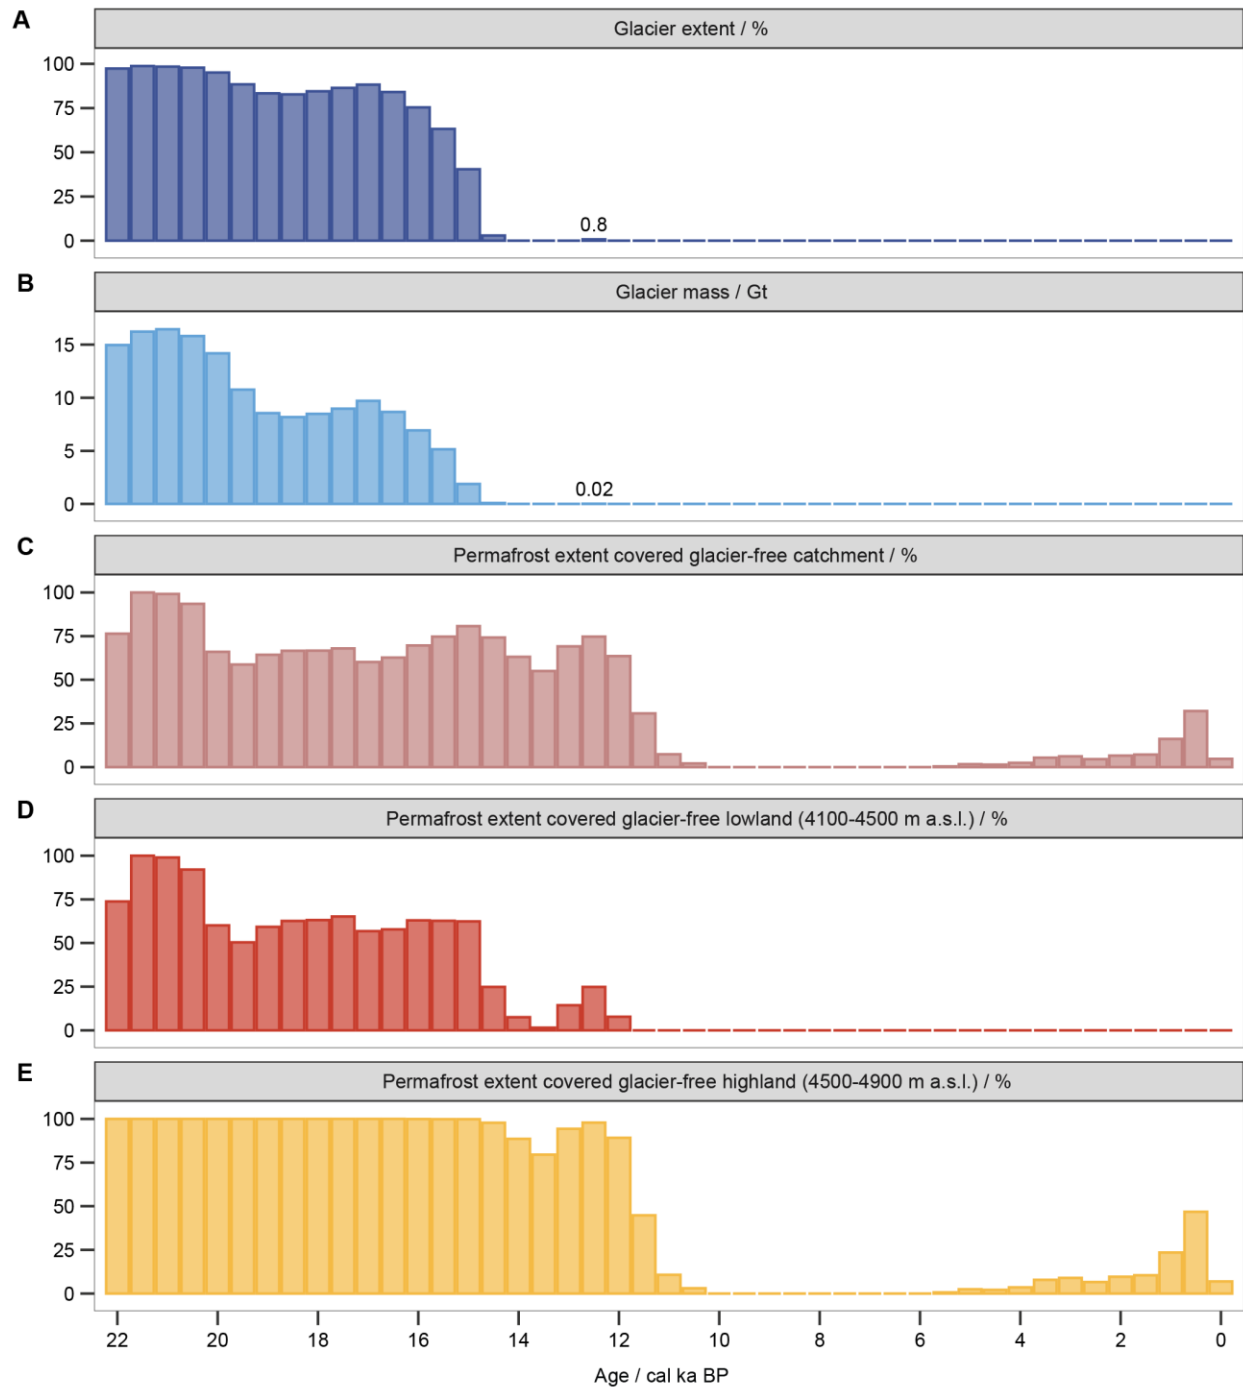 A
Glacier extent / %
100
75
50
25
0
0.8
B
Glacier mass / Gt
15
10
5
0
0.02
C
Permafrost extent covered glacier-free catchment / %
100
75
50
25
0
D
Permafrost extent covered glacier-free lowland (4100-4500 m a.s.l.) / %
100
75
50
25
0
E
Permafrost extent covered glacier-free highland (4500-4900 m a.s.l.) / %
100
75
50
25
0
22 20 18 16 14 12 10 8 6 4 2 0
Age / cal ka BP